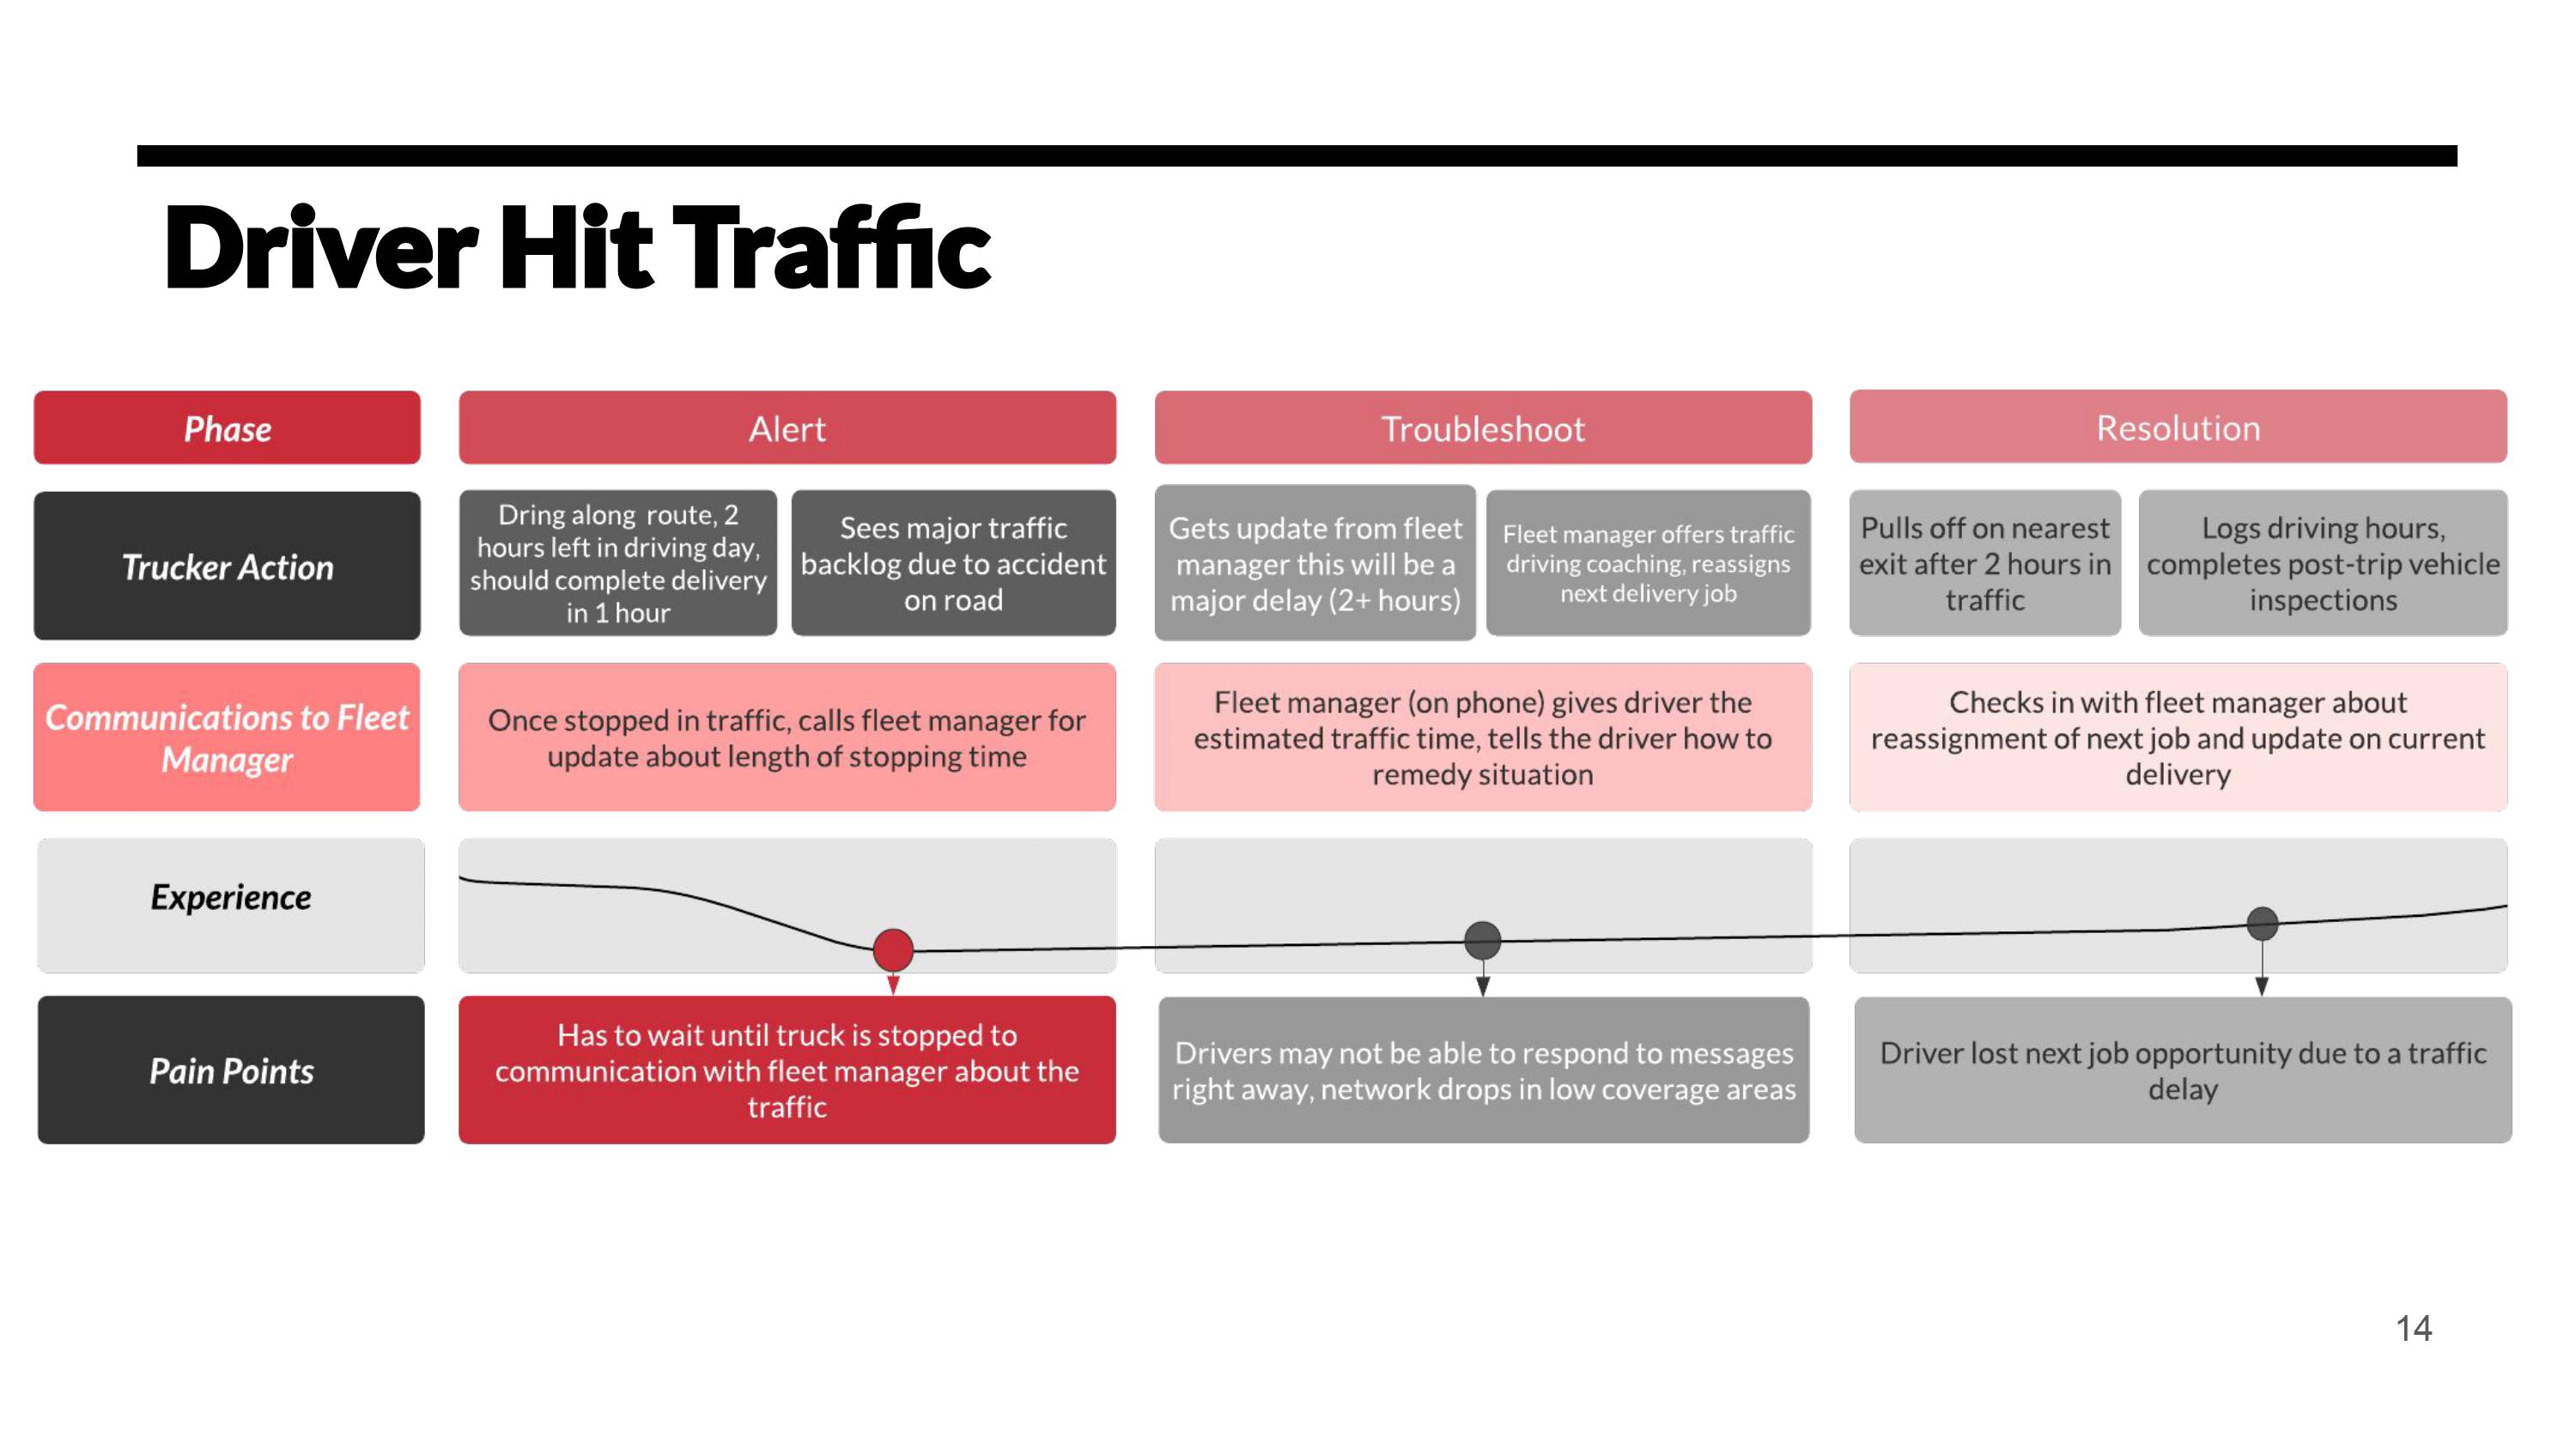 Driver Hit Traffic
Phase
Alert
Troubleshoot
Resolution
Trucker Action
Dring along route, 2
hours left in driving day,
should complete delivery
in 1 hour
Sees major traffic
backlog due to accident
on road
Gets update from fleet
manager this will be a
major delay (2+ hours)
Fleet manager offers traffic
driving coaching, reassigns
next delivery job
Pulls off on nearest
exit after 2 hours in
traffic
Logs driving hours,
completes post-trip vehicle
inspections
Communications to Fleet
Manager
Once stopped in traffic, calls fleet manager for
update about length of stopping time
Fleet manager (on phone) gives driver the
estimated traffic time, tells the driver how to
remedy situation
Checks in with fleet manager about
reassignment of next job and update on current
delivery
Experience
Pain Points
Has to wait until truck is stopped to
communication with fleet manager about the
traffic
Drivers may not be able to respond to messages
right away, network drops in low coverage areas
Driver lost next job opportunity due to a traffic
delay
14